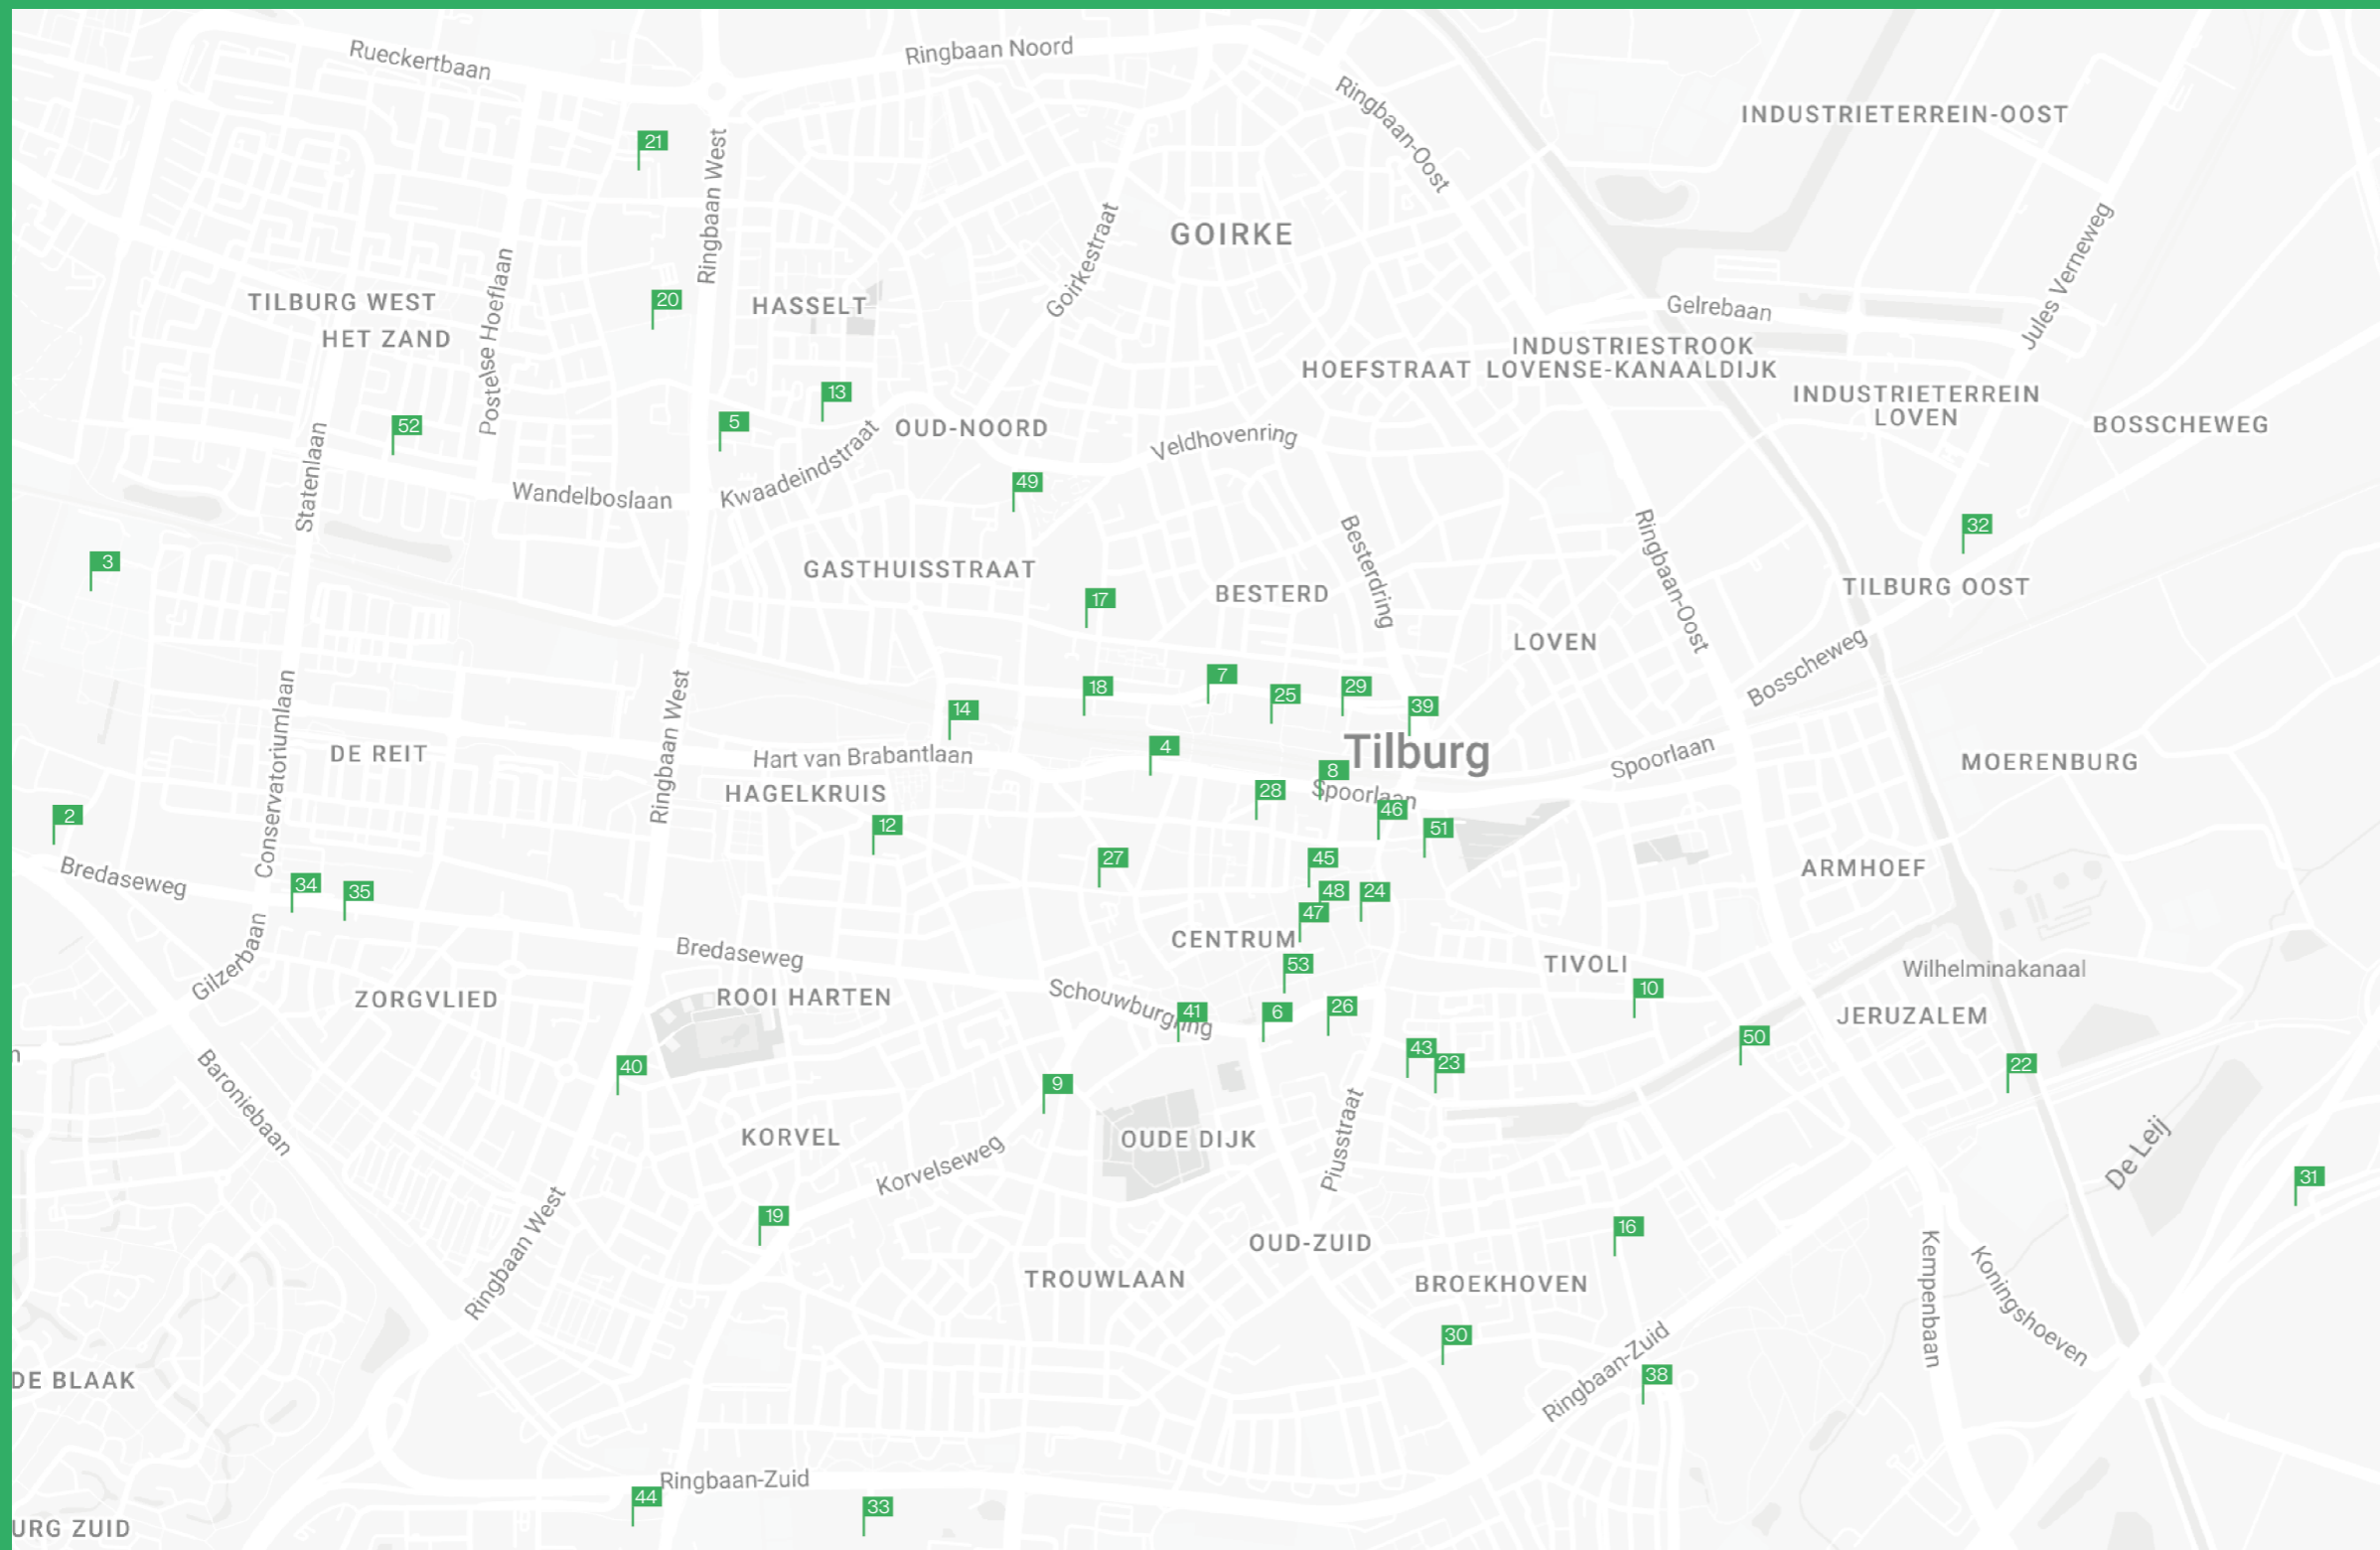 Rueckertbaan
Ringbaan Noord
Ringbaan-Oost
INDUSTRIETERREIN-OOST
21
Ringbaan West
GOIRKE
Goirkestraat
Jules Verneweg
Postelse Hoeflaan
TILBURG WEST
20
HASSELT
Gelrebaan
HET ZAND
INDUSTRIESTROOK
LOVENSE-KANAALDIJK
HOEFSTRAAT
13
INDUSTRIETERREIN
LOVEN
BOSSCHEWEG
52
5
OUD-NOORD
Veldhovenring
Kwaadeindstraat
Statenlaan
Wandelboslaan
49
32
Besterdring
Ringbaan-Oost
3
GASTHUISSTRAAT
17
BESTERD
TILBURG OOST
LOVEN
Bosscheweg
7
18
25
29
39
14
Conservatoriumlaan
Ringbaan West
DE REIT
Hart van Brabantlaan
4
Tilburg
Spoorlaan
MOERENBURG
8
Spoorlaan
HAGELKRUIS
28
46
2
12
51
27
45
ARMHOEF
Bredaseweg
34
35
48
24
47
Gilzerbaan
Bredaseweg
CENTRUM
53
TIVOLI
Wilhelminakanaal
ZORGVLIED
ROOI HARTEN
Schouwburgring
10
41
6
26
JERUZALEM
50
n
Baroniebaan
40
43
23
22
9
KORVEL
OUDE DIJK
Piusstraat
De Leij
Korvelseweg
31
Ringbaan West
19
16
OUD-ZUID
TROUWLAAN
BROEKHOVEN
Kempenbaan
Koningshoeven
30
Ringbaan-Zuid
DE BLAAK
38
Ringbaan-Zuid
44
33
URG ZUID